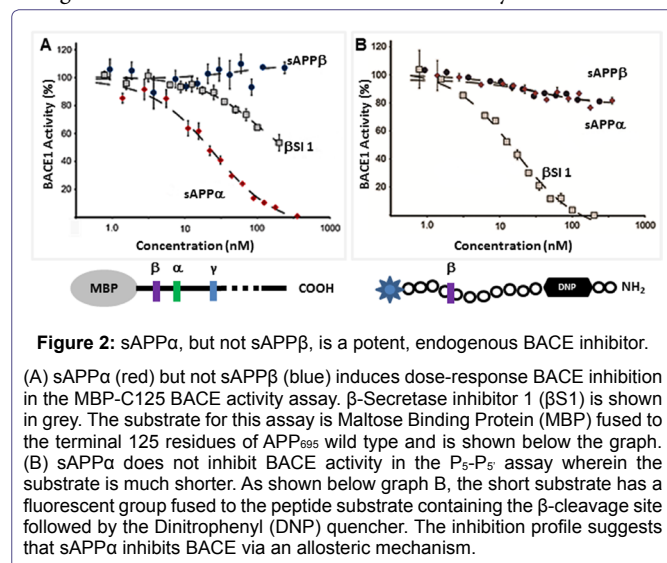 A
B
120
100
80
60
40
20
BACE1 Activity (%)
sAPPβ
βSI 1
sAPPα
1.0
10
100
1000
Concentration (nM)
120
100
80
60
40
20
BACE1 Activity (%)
sAPPβ
sAPPα
βSI 1
1.0
10
100
1000
Concentration (nM)
MBP
β
α
γ
COOH
β
DNP
NH2
Figure 2: sAPPα, but not sAPPβ, is a potent, endogenous BACE inhibitor.
(A) sAPPα (red) but not sAPPβ (blue) induces dose-response BACE inhibition
in the MBP-C125 BACE activity assay. β-Secretase inhibitor 1 (βS1) is shown
in grey. The substrate for this assay is Maltose Binding Protein (MBP) fused to
the terminal 125 residues of APP695 wild type and is shown below the graph.
(B) sAPPα does not inhibit BACE activity in the P5-P5' assay wherein the
substrate is much shorter. As shown below graph B, the short substrate has a
fluorescent group fused to the peptide substrate containing the β-cleavage site
followed by the Dinitrophenyl (DNP) quencher. The inhibition profile suggests
that sAPPα inhibits BACE via an allosteric mechanism.